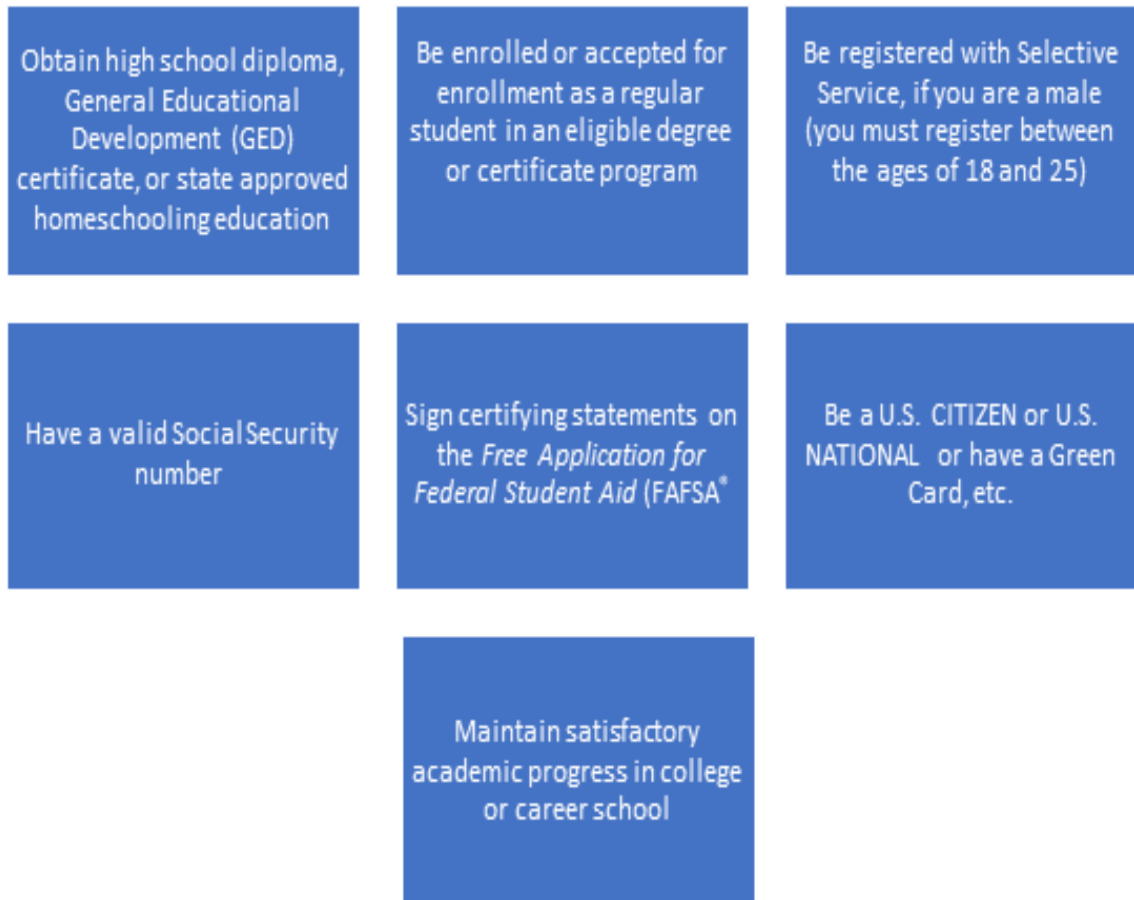 Obtain high school diploma,
General Educational
Development (GED)
certificate, or state approved
homeschooling education
Be enrolled or accepted for
enrollment as a regular
student in an eligible degree
or certificate program
Be registered with Selective
Service, if you are a male
(you must register between
the ages of 18 and 25)
Have a valid Social Security
number
Sign certifying statements on
the Free Application for
Federal Student Aid (FAFSA®
Be a U.S. CITIZEN or U.S.
NATIONAL or have a Green
Card, etc.
Maintain satisfactory
academic progress in college
or career school